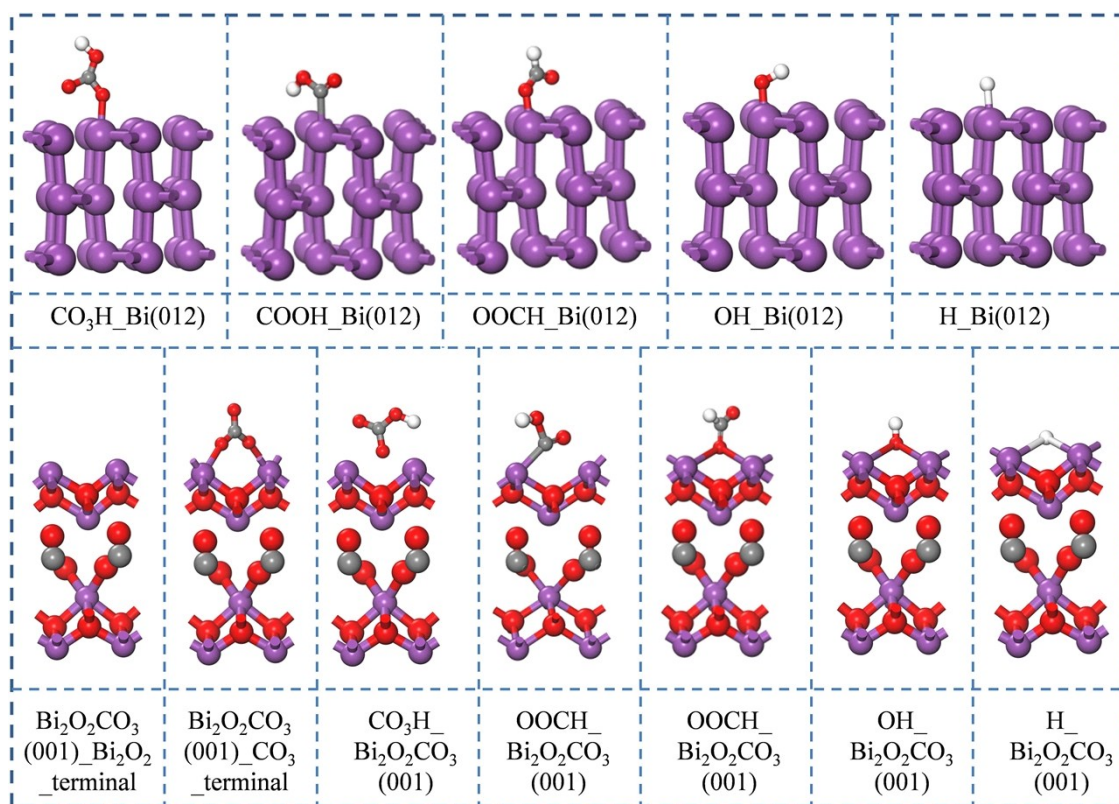 CO₃H_Bi(012)
COOH_Bi(012)
OOCH_Bi(012)
OH_Bi(012)
H_Bi(012)
Bi₂O₂CO₃
(001)_Bi₂O₂
_terminal
Bi₂O₂CO₃
(001)_CO₃
_terminal
CO₃H_
Bi₂O₂CO₃
(001)
OOCH_
Bi₂O₂CO₃
(001)
OOCH_
Bi₂O₂CO₃
(001)
OH_
Bi₂O₂CO₃
(001)
H_
Bi₂O₂CO₃
(001)